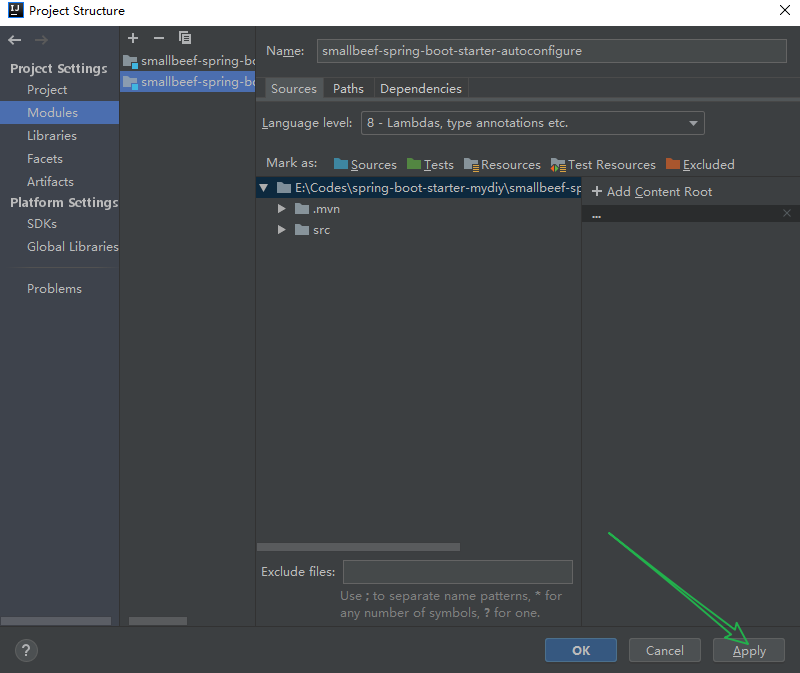 Project Structure
Project Settings
Project
Modules
Libraries
Facets
Artifacts
Platform Settings
SDKs
Global Libraries
Problems
smallbeef-spring-bo
smallbeef-spring-bo
Name: smallbeef-spring-boot-starter-autoconfigure
Sources Paths Dependencies
Language level: 8 - Lambdas, type annotations etc.
Mark as: Sources Tests Resources Test Resources Excluded
E:\Codes\spring-boot-starter-mydiy\smallbeef-sp
.mvn
src
+ Add Content Root
...
Exclude files:
Use ; to separate name patterns, * for
any number of symbols, ? for one.
? OK Cancel Apply